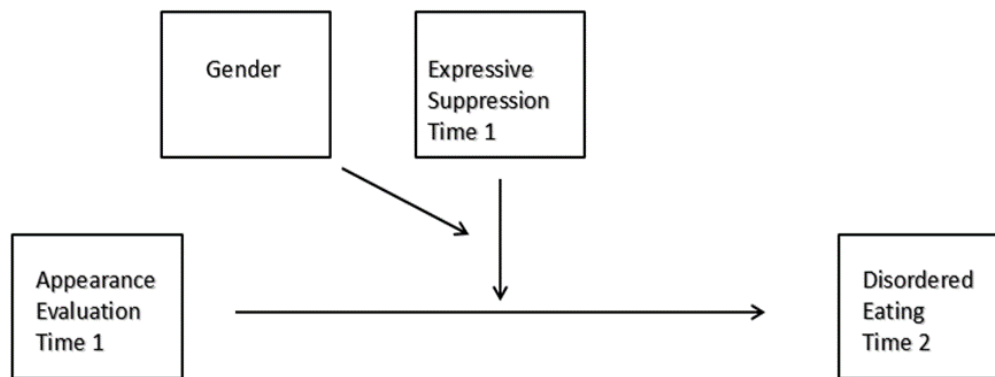 Gender
Expressive
Suppression
Time 1
Appearance
Evaluation
Time 1
Disordered
Eating
Time 2